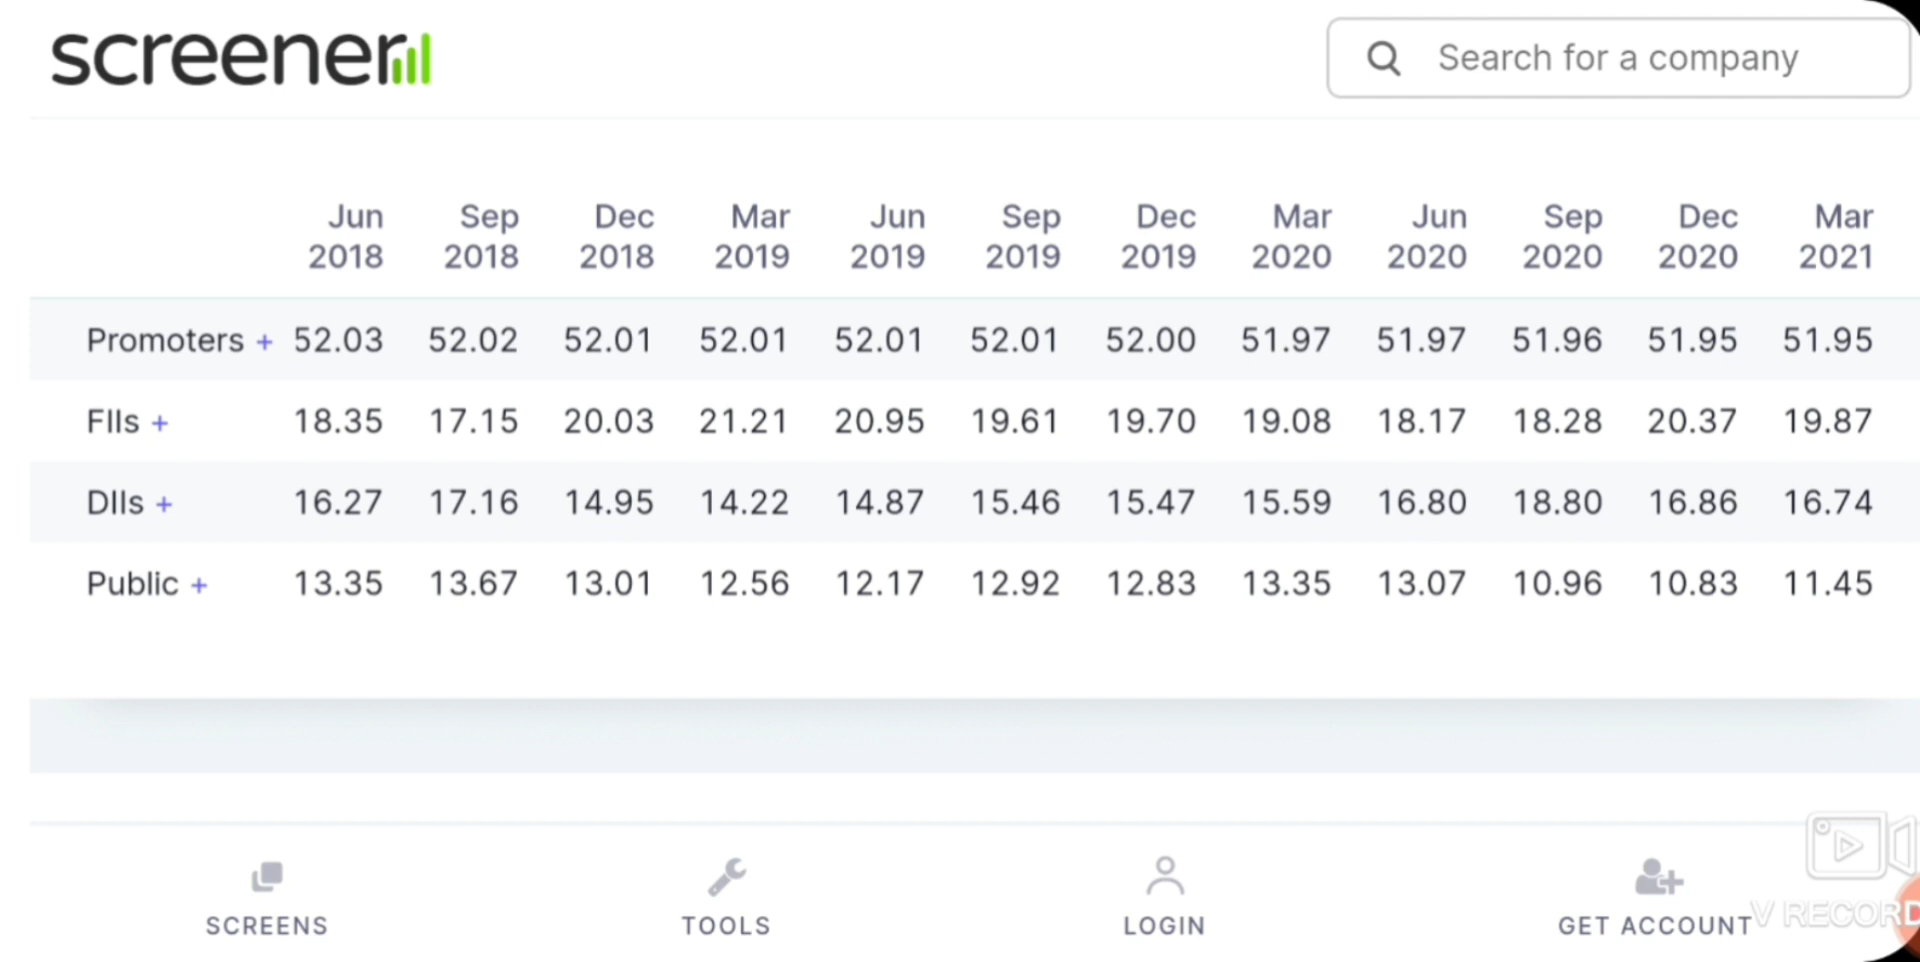 screener
Search for a company
Jun 2018 Sep 2018 Dec 2018 Mar 2019 Jun 2019 Sep 2019 Dec 2019 Mar 2020 Jun 2020 Sep 2020 Dec 2020 Mar 2021
Promoters + 52.03 52.02 52.01 52.01 52.01 52.01 52.00 51.97 51.97 51.96 51.95 51.95
FIIs + 18.35 17.15 20.03 21.21 20.95 19.61 19.70 19.08 18.17 18.28 20.37 19.87
DIIs + 16.27 17.16 14.95 14.22 14.87 15.46 15.47 15.59 16.80 18.80 16.86 16.74
Public + 13.35 13.67 13.01 12.56 12.17 12.92 12.83 13.35 13.07 10.96 10.83 11.45
SCREENS TOOLS LOGIN GET ACCOUNT
V RECORD